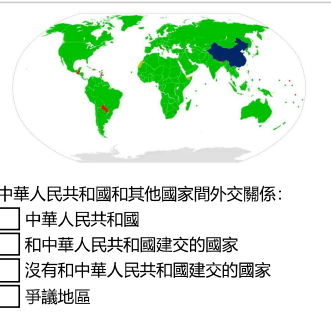 中華人民共和國和其他國家間外交關係：
中華人民共和國
和中華人民共和國建交的國家
沒有和中華人民共和國建交的國家
爭議地區